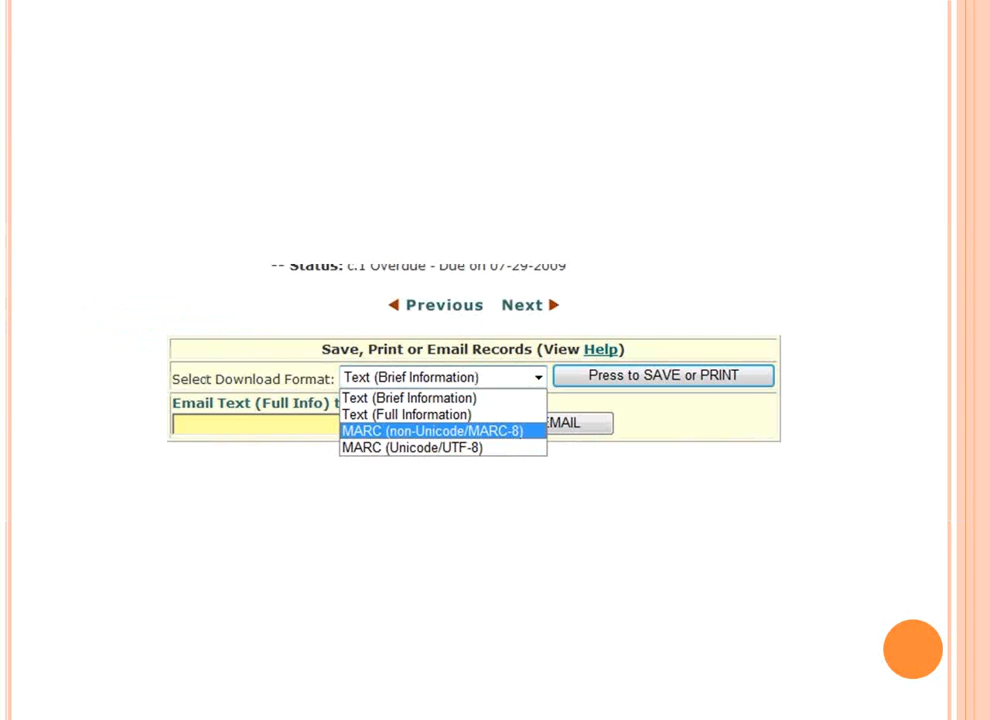 -- Status: c.1 Overdue - Due on 07-29-2009
Previous Next
Save, Print or Email Records (View Help)
Select Download Format: Text (Brief Information) Press to SAVE or PRINT
Text (Brief Information)
Email Text (Full Info) t
Text (Full Information)
MARC (non-Unicode/MARC-8) EMAIL
MARC (Unicode/UTF-8)